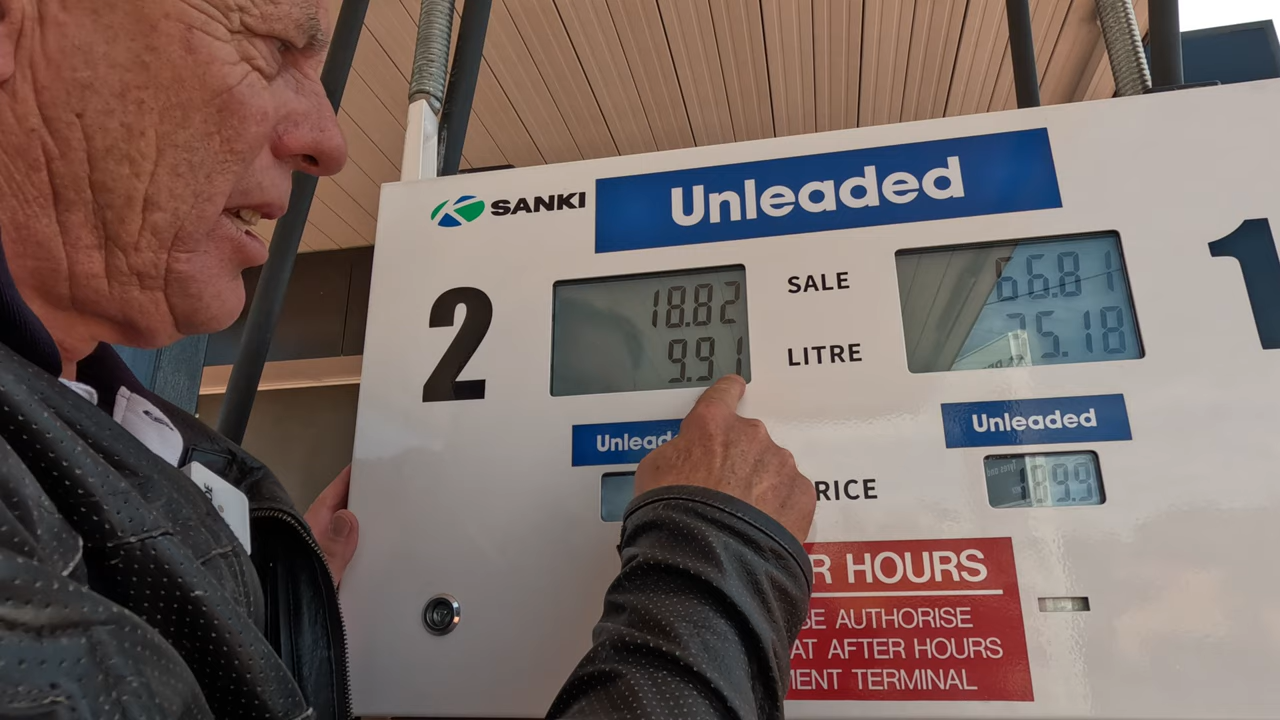 SANKI
Unleaded
1
2
18.82
SALE
66.81
9.91
LITRE
35.18
Unleade
Unleaded
RICE
189.9
R HOURS
SE AUTHORISE
AT AFTER HOURS
MENT TERMINAL